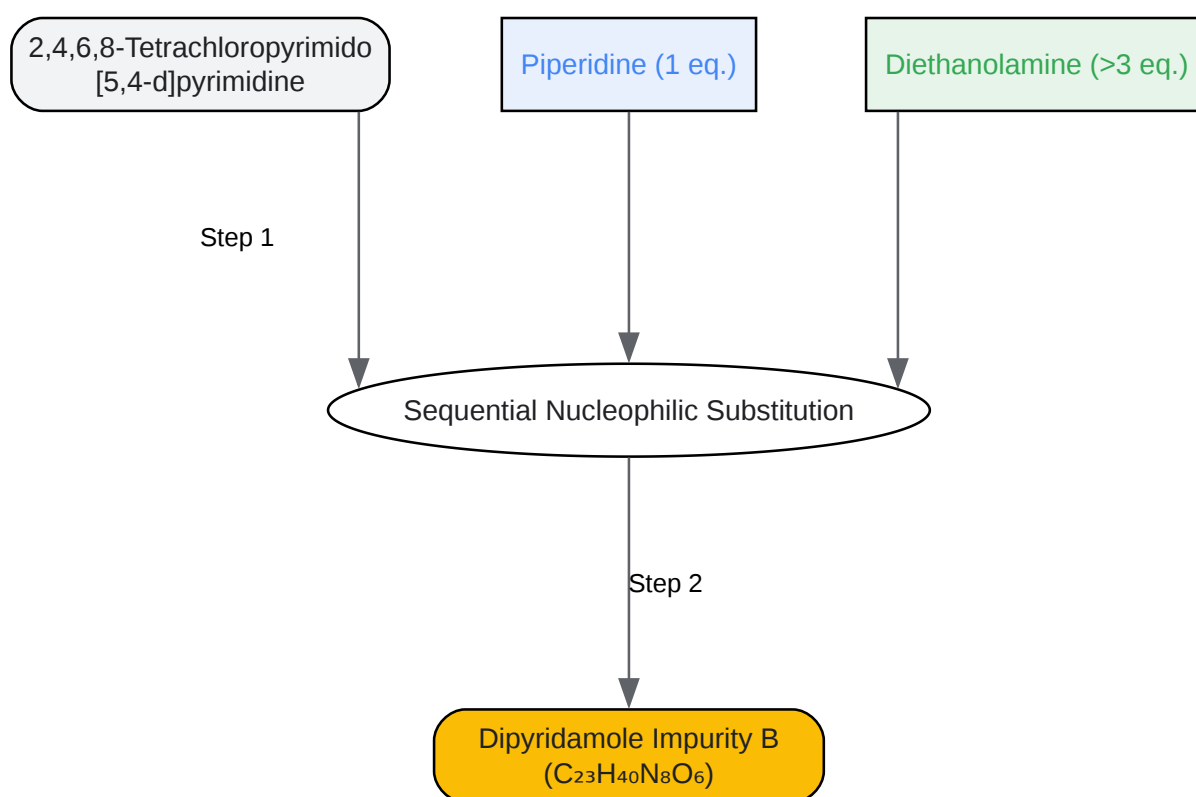 2,4,6,8-Tetrachloropyrimido
[5,4-d]pyrimidine
Piperidine (1 eq.)
Diethanolamine (>3 eq.)
Step 1
Sequential Nucleophilic Substitution
Step 2
Dipyridamole Impurity B
(C₂₃H₄₀N₈O₆)